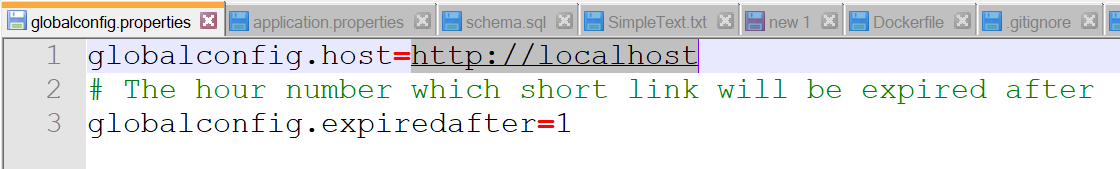 globalconfig.properties application.properties schema.sql SimpleText.txt new 1 Dockerfile .gitignore
1 globalconfig.host=http://localhost
2 # The hour number which short link will be expired after
3 globalconfig.expiredafter=1